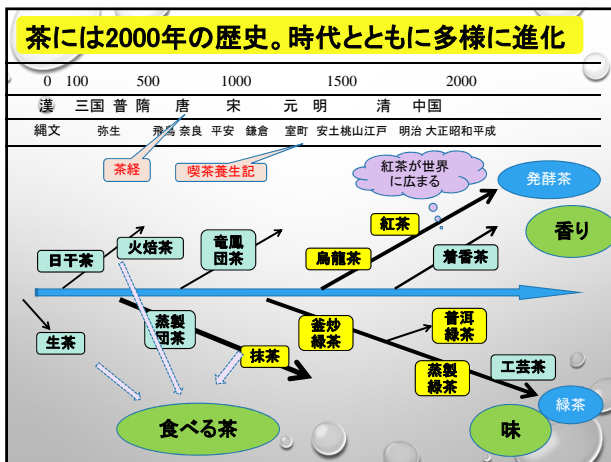 茶には2000年の歴史。時代とともに多様に進化
0 100 500 1000 1500 2000
漢 三国 普 隋 唐 宋 元 明 清 中国
縄文 弥生 飛鳥 奈良 平安 鎌倉 室町 安土桃山江戸 明治 大正昭和平成
茶経
喫茶養生記
紅茶が世界
に広まる
発酵茶
香り
紅茶
日干茶
火焙茶
竜鳳
団茶
烏龍茶
着香茶
生茶
蒸製
団茶
抹茶
釜炒
緑茶
普洱
緑茶
蒸製
緑茶
工芸茶
緑茶
食べる茶
味